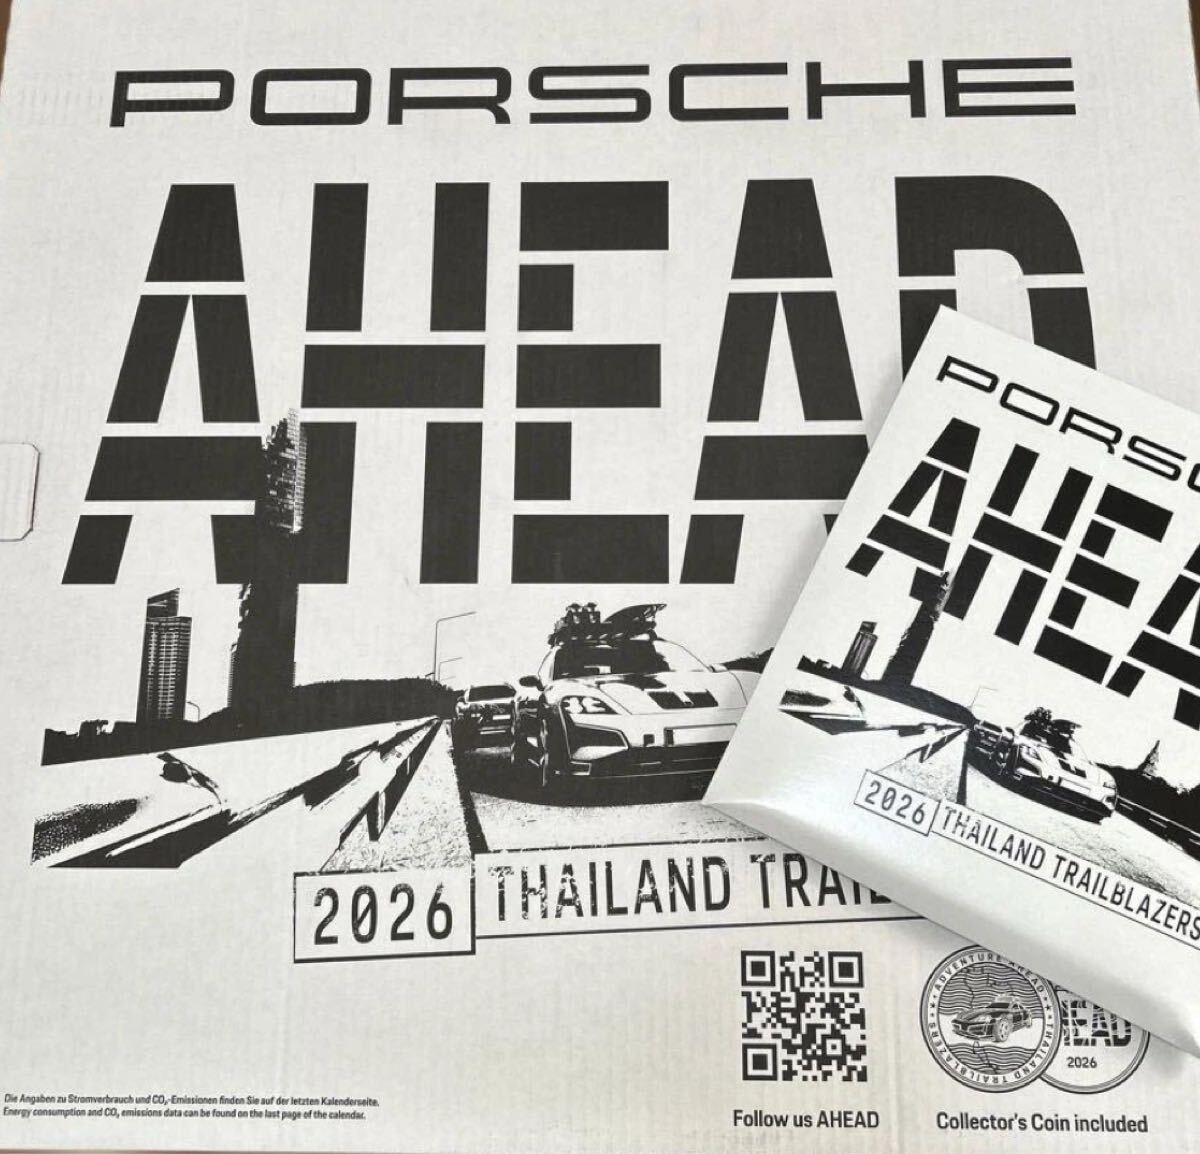 PORSCHE
AHEAD
2026 THAILAND TRAIL
Follow us AHEAD
ADVENTURE AHEAD
THAILAND TRAILBLAZERS
2026
Collector's Coin included
Die Angaben zu Stromverbrauch und CO₂-Emissionen finden Sie auf der letzten Kalenderseite.
Energy consumption and CO₂ emissions data can be found on the last page of the calendar.
PORS
AHEA
2026 THAILAND TRAILBLAZERS